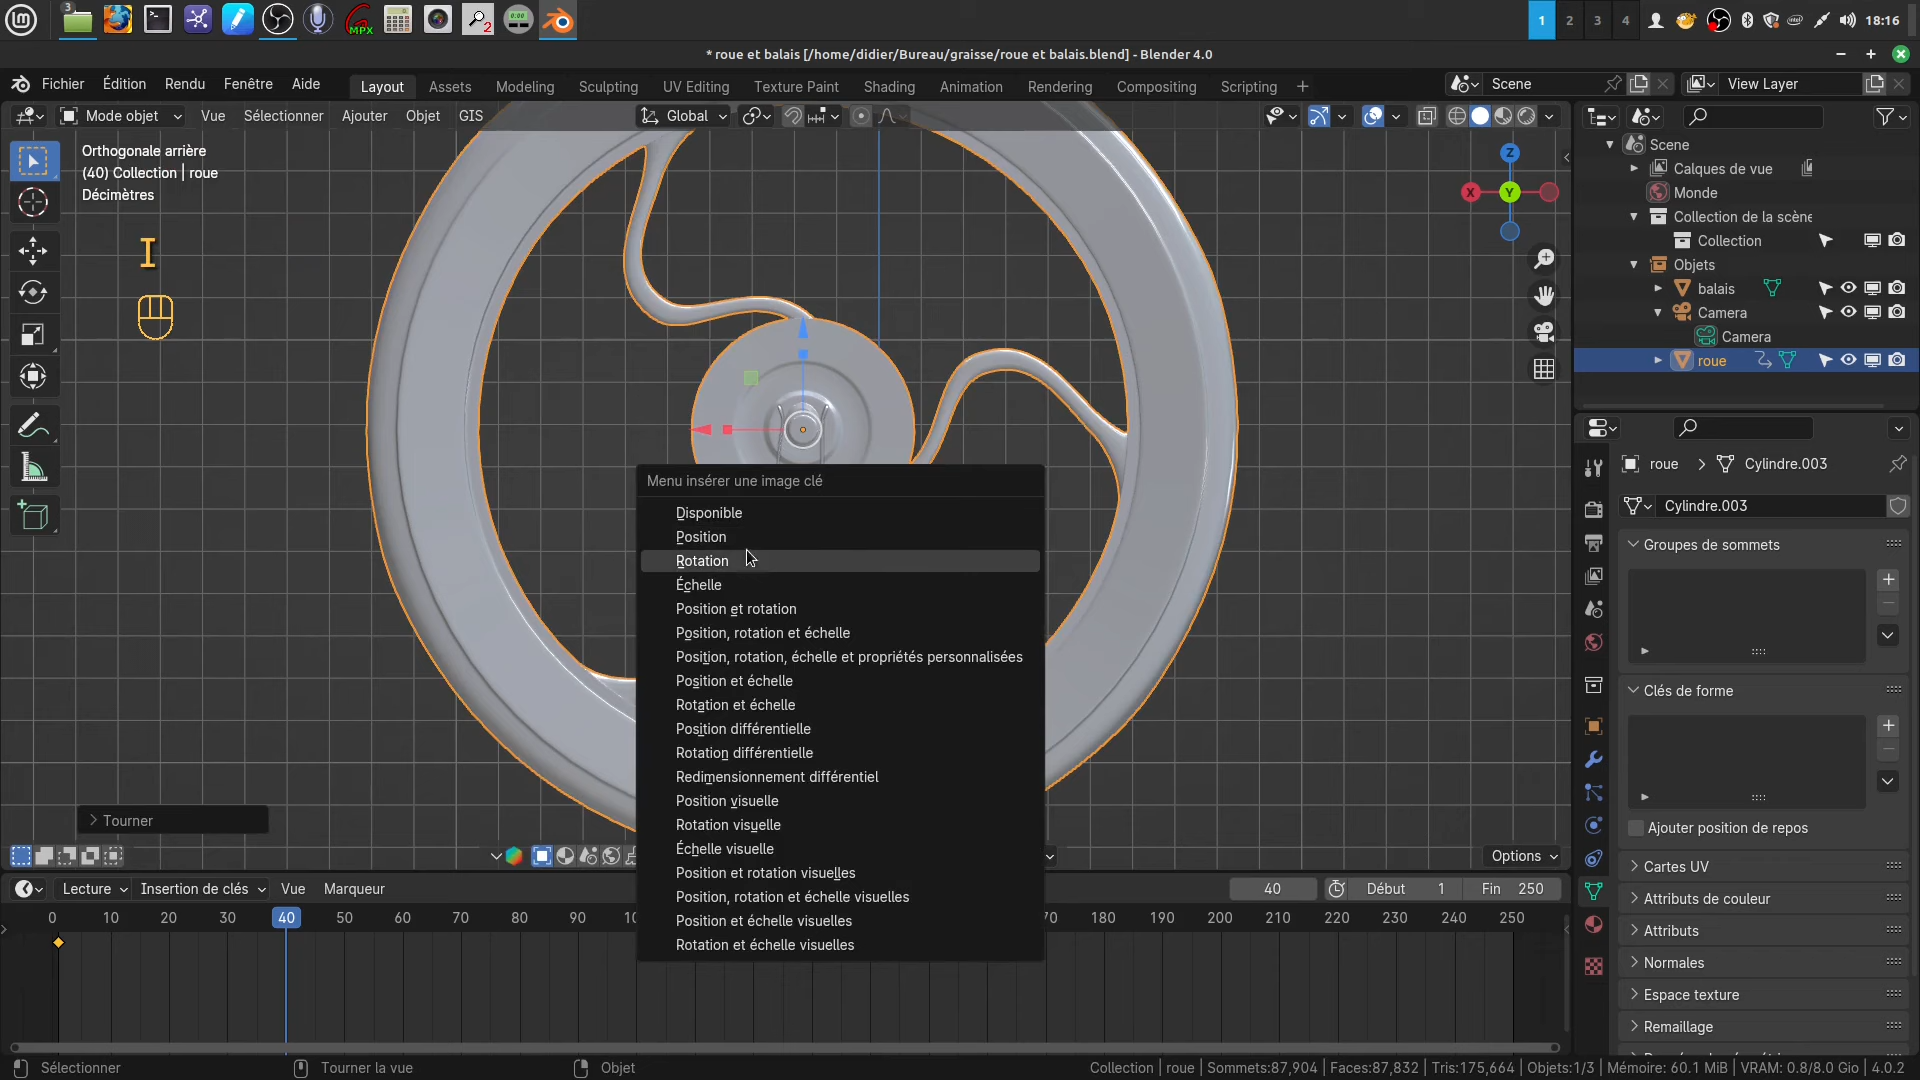 3
MPX
2
1
2
3
4
18:16
* roue et balais [/home/didier/Bureau/graisse/roue et balais.blend] - Blender 4.0
Fichier Édition Rendu Fenêtre Aide
Layout Assets Modeling Sculpting UV Editing Texture Paint Shading Animation Rendering Compositing Scripting +
Scene
View Layer
Mode objet
Vue Sélectionner Ajouter Objet GIS
Global
Orthogonale arrière
(40) Collection | roue
Décimètres
I
Z
X
Y
Scene
Calques de vue
Monde
Collection de la scène
Collection
Objets
balais
Camera
Camera
roue
roue > Cylindre.003
Cylindre.003
Groupes de sommets
Clés de forme
Ajouter position de repos
Cartes UV
Attributs de couleur
Attributs
Normales
Espace texture
Remaillage
Menu insérer une image clé
Disponible
Position
Rotation
Échelle
Position et rotation
Position, rotation et échelle
Position, rotation, échelle et propriétés personnalisées
Position et échelle
Rotation et échelle
Position différentielle
Rotation différentielle
Redimensionnement différentiel
Position visuelle
Rotation visuelle
Échelle visuelle
Position et rotation visuelles
Position, rotation et échelle visuelles
Position et échelle visuelles
Rotation et échelle visuelles
Tourner
Options
Lecture Insertion de clés Vue Marqueur
40
Début 1
Fin 250
0 10 20 30 40 50 60 70 80 90 180 190 200 210 220 230 240 250
Sélectionner
Tourner la vue
Objet
Collection | roue | Sommets:87,904 | Faces:87,832 | Tris:175,664 | Objets:1/3 | Mémoire: 60.1 MiB | VRAM: 0.8/8.0 Gio | 4.0.2